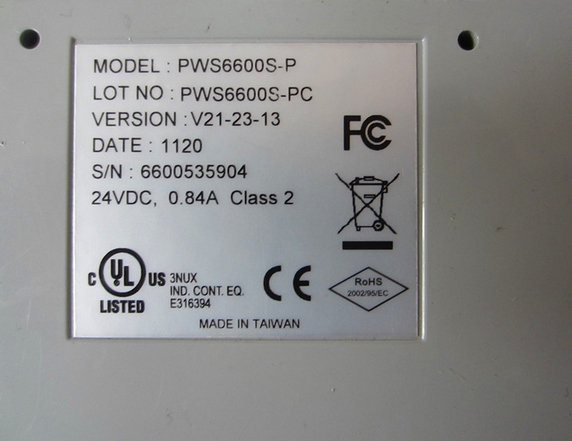 MODEL : PWS6600S-P
LOT NO : PWS6600S-PC
VERSION : V21-23-13
DATE : 1120
S/N : 6600535904
24VDC, 0.84A Class 2
FC
C UL US
LISTED
3NUX
IND. CONT. EQ.
E316394
CE
RoHS
2002/95/EC
MADE IN TAIWAN